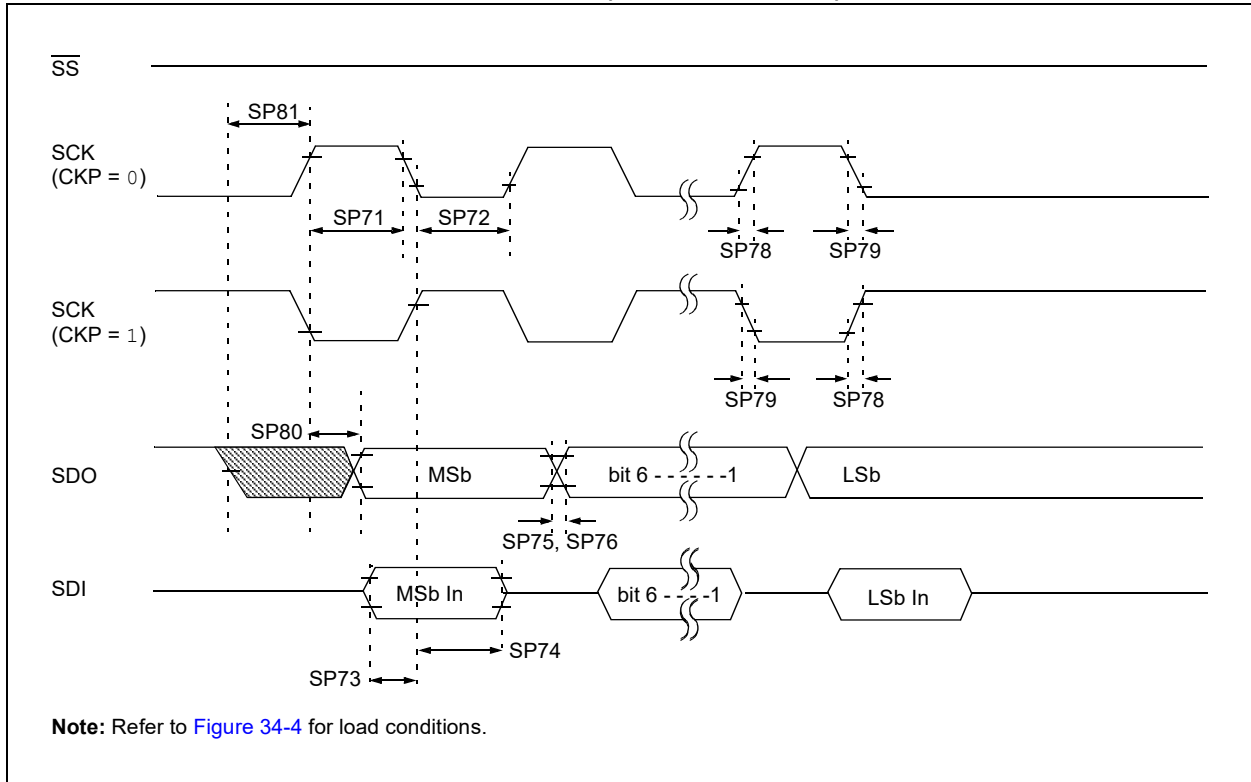 SS
SP81
SCK
(CKP = 0)
SP71
SP72
SP78
SP79
SCK
(CKP = 1)
SP79
SP78
SP80
SDO
MSb
bit 6 - - - - - -1
LSb
SP75, SP76
SDI
MSb In
bit 6 - - - -1
LSb In
SP74
SP73
Note: Refer to Figure 34-4 for load conditions.